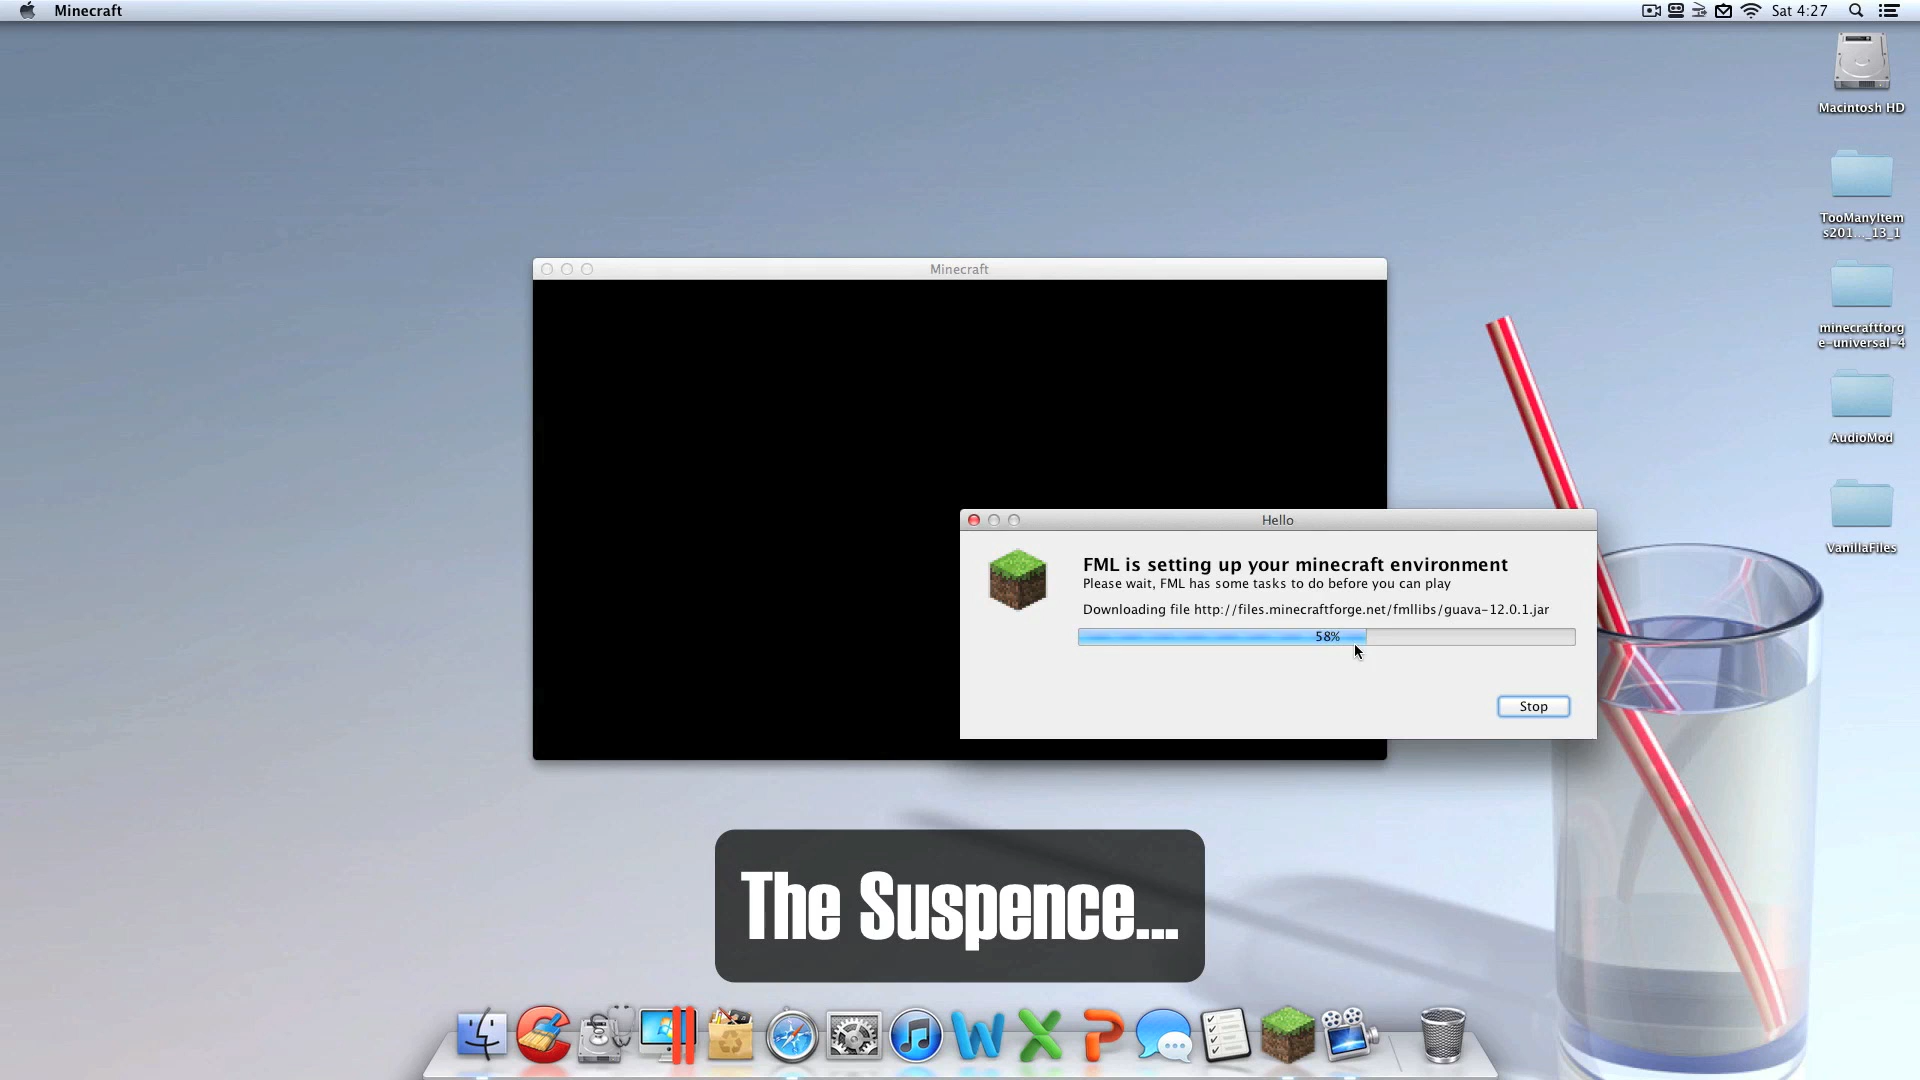 Minecraft
Sat 4:27
Macintosh HD
TooManyItem
s201..._13_1
minecraftforg
e-universal-4
AudioMod
VanillaFiles
Minecraft
Hello
FML is setting up your minecraft environment
Please wait, FML has some tasks to do before you can play
Downloading file http://files.minecraftforge.net/fmllibs/guava-12.0.1.jar
58%
Stop
The Suspence...